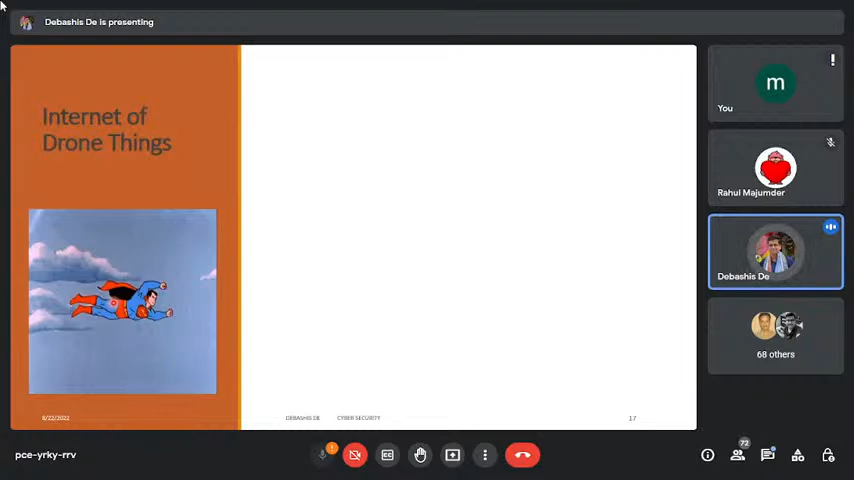 Debashis De is presenting
Internet of
Drone Things
8/22/2022
DEBASHIS DE
CYBER SECURITY
17
m
You
Rahul Majumder
Debashis De
68 others
pce-yrky-rrv
72